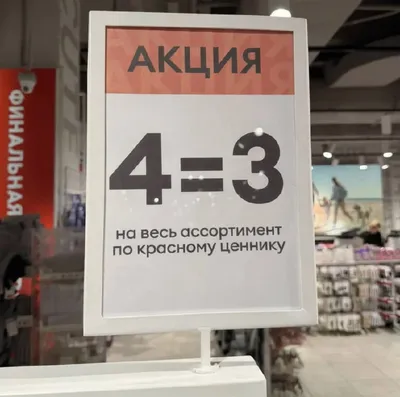 АКЦИЯ
4=3
на весь ассортимент
по красному ценнику
ФИНАЛЬНАЯ